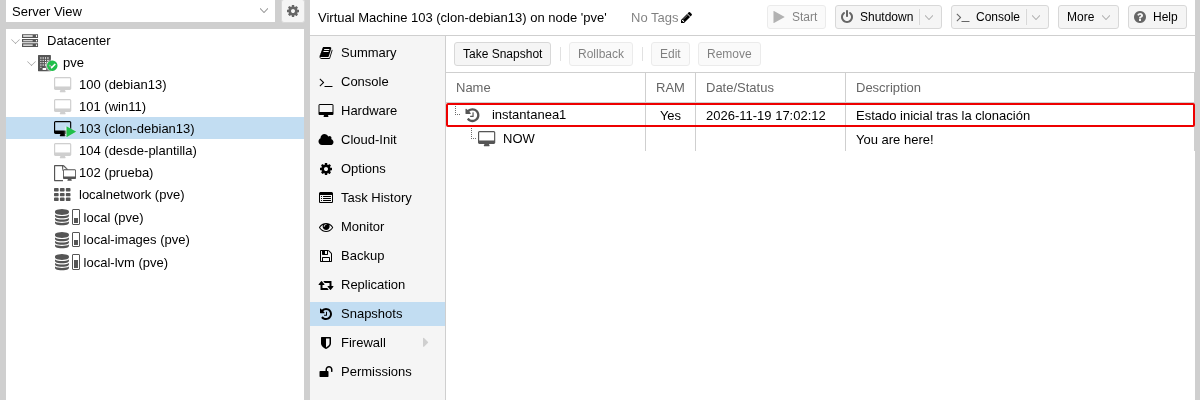 Server View
Virtual Machine 103 (clon-debian13) on node 'pve' No Tags Start Shutdown Console More Help
Datacenter
pve
100 (debian13)
101 (win11)
103 (clon-debian13)
104 (desde-plantilla)
102 (prueba)
localnetwork (pve)
local (pve)
local-images (pve)
local-lvm (pve)
Summary
Console
Hardware
Cloud-Init
Options
Task History
Monitor
Backup
Replication
Snapshots
Firewall
Permissions
Take Snapshot Rollback Edit Remove
Name RAM Date/Status Description
instantanea1 Yes 2026-11-19 17:02:12 Estado inicial tras la clonación
NOW You are here!